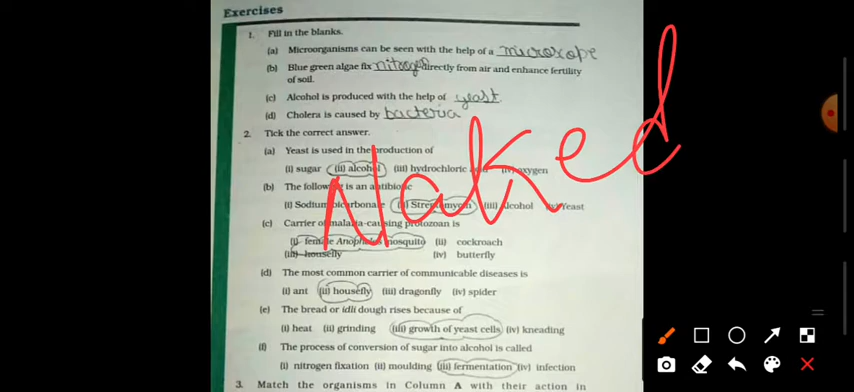 Exercises
1. Fill in the blanks.
(a) Microorganisms can be seen with the help of a microscope
(b) Blue green algae fix nitrogen directly from air and enhance fertility
of soil.
(c) Alcohol is produced with the help of yeast.
(d) Cholera is caused by bacteria
2. Tick the correct answer.
(a) Yeast is used in the production of
(i) sugar (ii) alcohol (iii) hydrochloric acid (iv) oxygen
(b) The following is an antibiotic
(i) Sodium bicarbonate (ii) Streptomycin (iii) Alcohol (iv) Yeast
(c) Carrier of malaria-causing protozoan is
(i) female Anopheles mosquito (ii) cockroach
(iii) housefly (iv) butterfly
(d) The most common carrier of communicable diseases is
(i) ant (ii) housefly (iii) dragonfly (iv) spider
(e) The bread or idli dough rises because of
(i) heat (ii) grinding (iii) growth of yeast cells (iv) kneading
(f) The process of conversion of sugar into alcohol is called
(i) nitrogen fixation (ii) moulding (iii) fermentation (iv) infection
3. Match the organisms in Column A with their action in
Naked